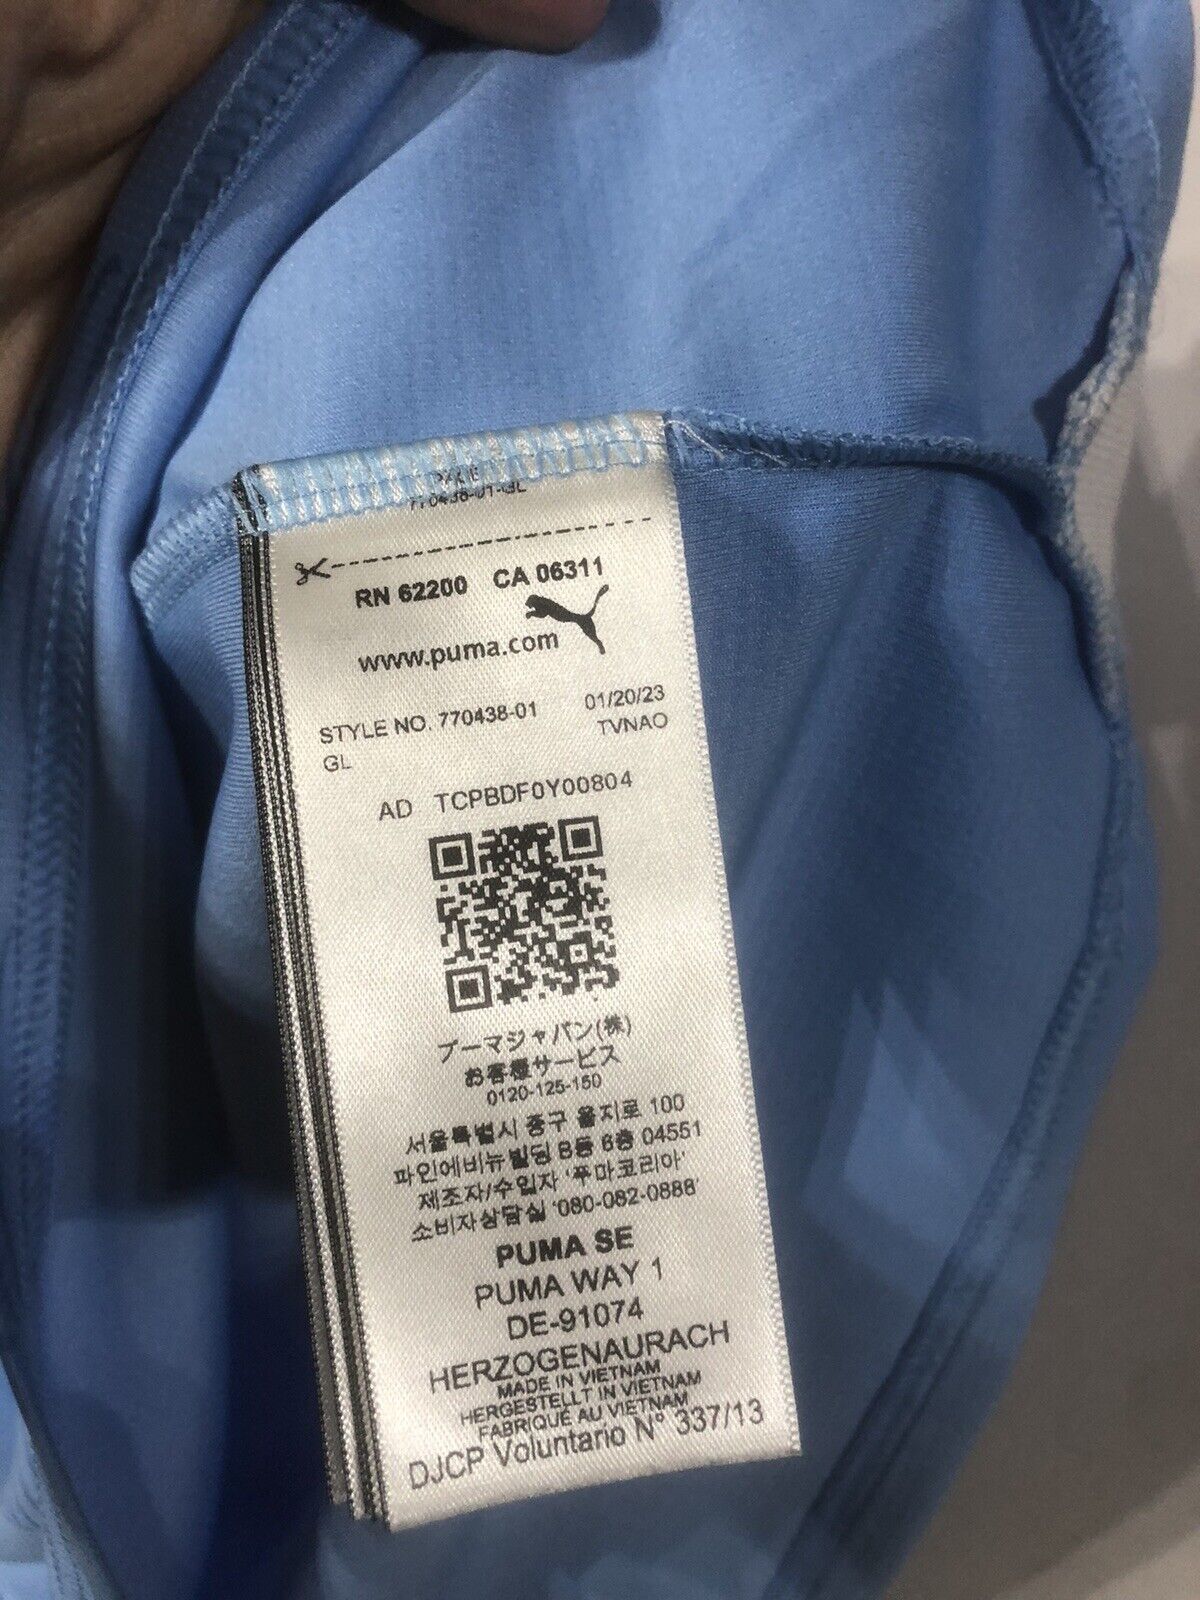 770438-01-GL
RN 62200 CA 06311
www.puma.com
STYLE NO. 770438-01 01/20/23
GL TVNAO
AD TCPBDF0Y00804
プーマジャパン(株)
お客様サービス
0120-125-150
서울특별시 중구 을지로 100
파인에비뉴빌딩 B동 6층 04551
제조자/수입자 '푸마코리아'
소비자상담실 '080-082-0888'
PUMA SE
PUMA WAY 1
DE-91074
HERZOGENAURACH
MADE IN VIETNAM
HERGESTELLT IN VIETNAM
FABRIQUÉ AU VIETNAM
DJCP Voluntario N° 337/13